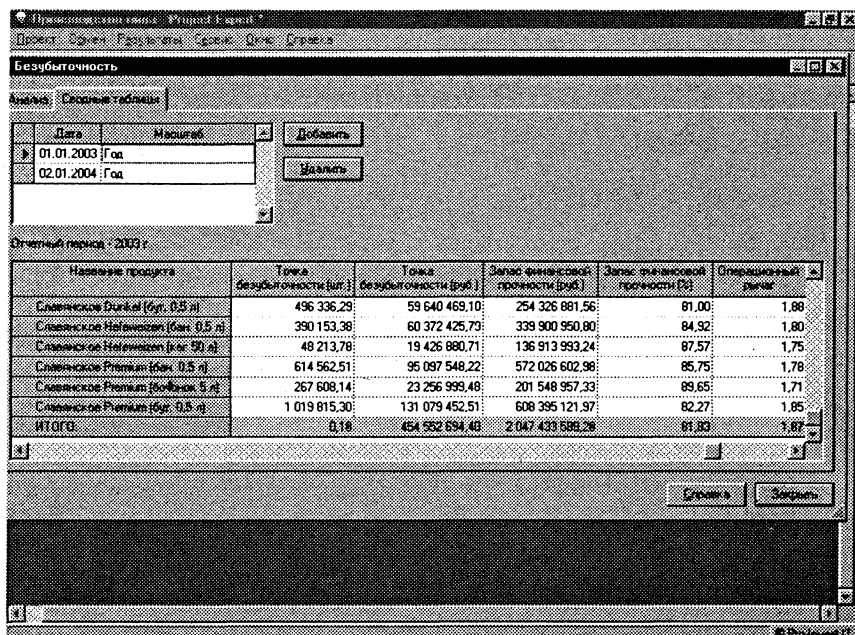 Производство пива - Project Expert *
Проект Обмен Результаты Сервис Окно Справка
Безубыточность
Анализ Сводные таблицы
Дата Масштаб Добавить
01.01.2003 Год
02.01.2004 Год Удалить
Отчетный период - 2003 г.
Название продукта Точка безубыточности (шт.) Точка безубыточности (руб.) Запас финансовой прочности (руб.) Запас финансовой прочности (%) Операционный рычаг
Славянское Dunkel (бут. 0,5 л) 496 336,29 59 640 469,10 254 326 881,56 81,00 1,88
Славянское Hefeweizen (бан. 0,5 л) 390 153,38 60 372 425,79 339 900 950,80 84,92 1,80
Славянское Hefeweizen (кег. 50 л) 48 213,78 19 426 880,71 136 913 993,24 87,57 1,75
Славянское Premium (бан. 0,5 л) 614 562,51 95 097 548,22 572 026 602,98 85,75 1,78
Славянское Premium (бочонок 5 л) 267 608,14 23 256 999,48 201 548 957,33 89,65 1,71
Славянское Premium (бут. 0,5 л) 1 019 815,30 131 079 452,51 608 395 121,97 82,27 1,85
ИТОГО: 0,18 454 552 694,40 2 047 433 589,28 81,83 1,87
Справка Закрыть